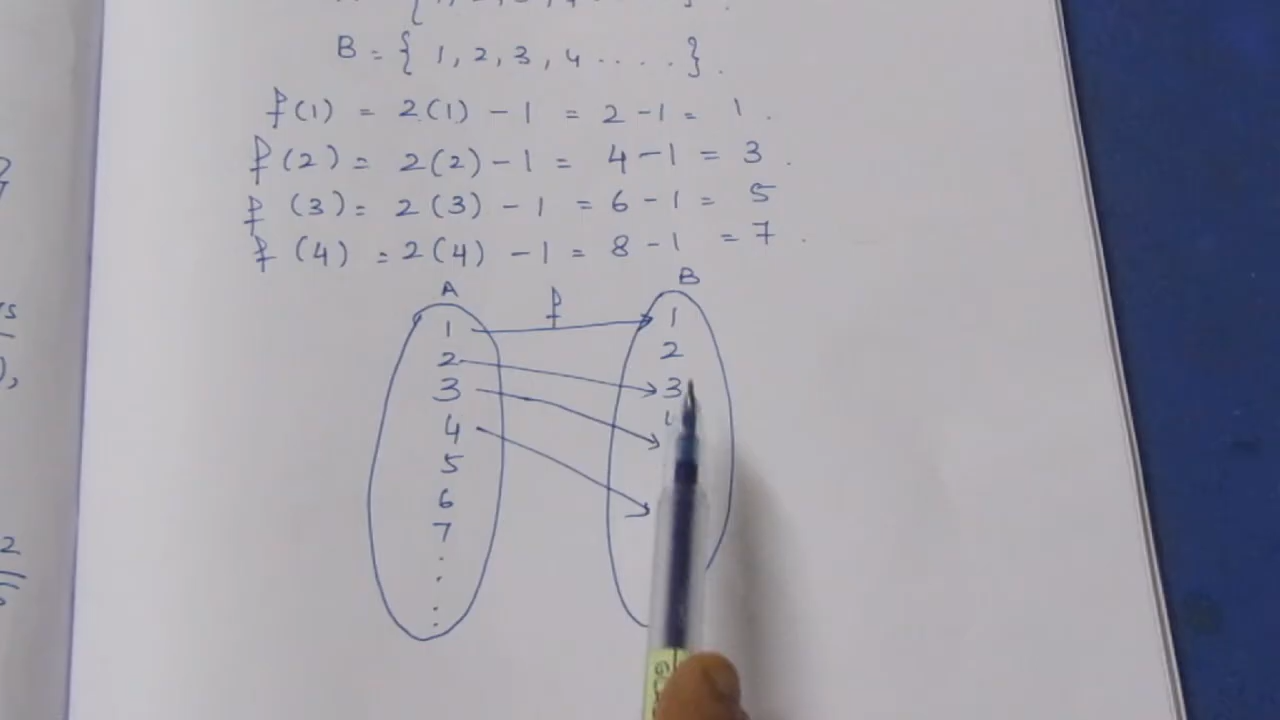 B = { 1, 2, 3, 4 ..... }.
f(1) = 2(1) - 1 = 2 - 1 = 1.
f(2) = 2(2) - 1 = 4 - 1 = 3.
f(3) = 2(3) - 1 = 6 - 1 = 5
f(4) = 2(4) - 1 = 8 - 1 = 7.
A f B
1 1
2 2
3 3
4
5
6
7